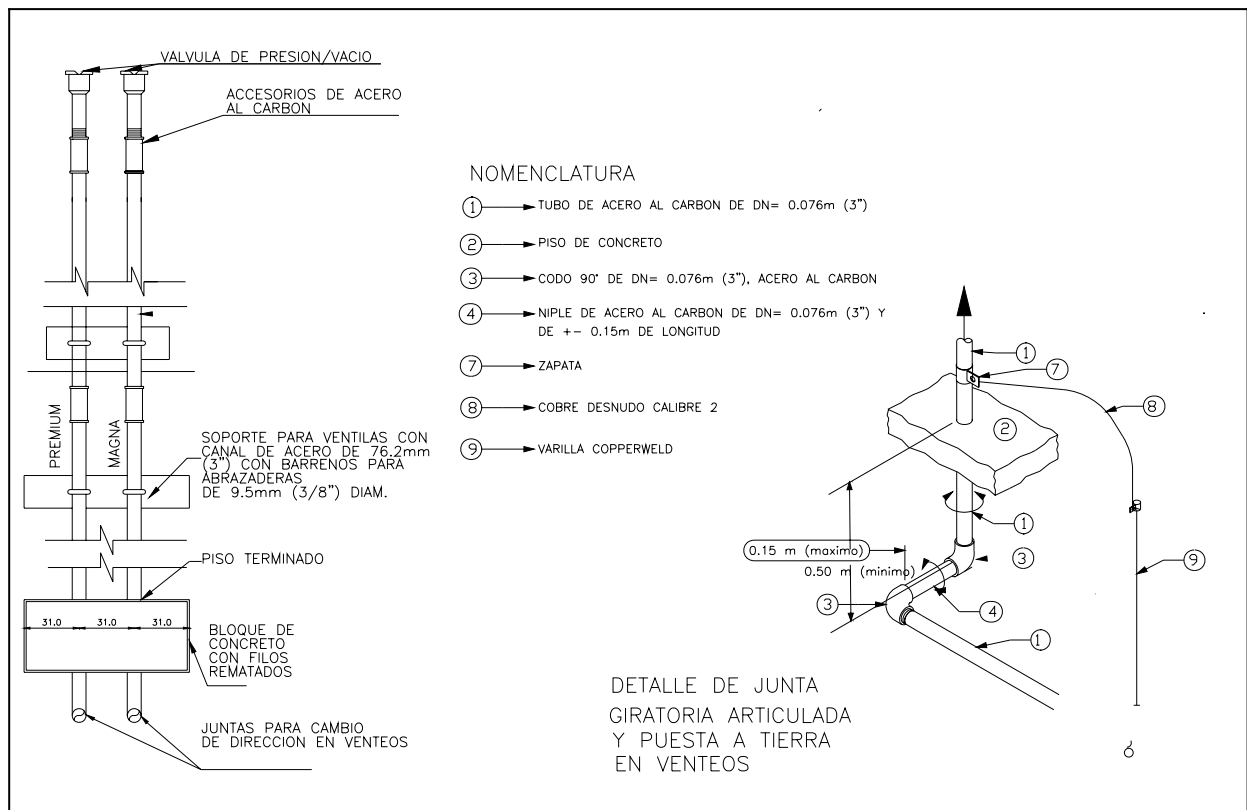 VALVULA DE PRESION/VACIO
ACCESORIOS DE ACERO
AL CARBON
PREMIUM
MAGNA
SOPORTE PARA VENTILAS CON
CANAL DE ACERO DE 76.2mm
(3") CON BARRENOS PARA
ABRAZADERAS
DE 9.5mm (3/8") DIAM.
PISO TERMINADO
31.0 31.0 31.0
BLOQUE DE
CONCRETO
CON FILOS
REMATADOS
JUNTAS PARA CAMBIO
DE DIRECCION EN VENTEOS
NOMENCLATURA
1 TUBO DE ACERO AL CARBON DE DN= 0.076m (3")
2 PISO DE CONCRETO
3 CODO 90° DE DN= 0.076m (3"), ACERO AL CARBON
4 NIPLE DE ACERO AL CARBON DE DN= 0.076m (3") Y
DE +- 0.15m DE LONGITUD
7 ZAPATA
8 COBRE DESNUDO CALIBRE 2
9 VARILLA COPPERWELD
1
7
8
2
1
0.15 m (maximo)
0.50 m (minimo)
3
9
3
4
1
DETALLE DE JUNTA
GIRATORIA ARTICULADA
Y PUESTA A TIERRA
EN VENTEOS